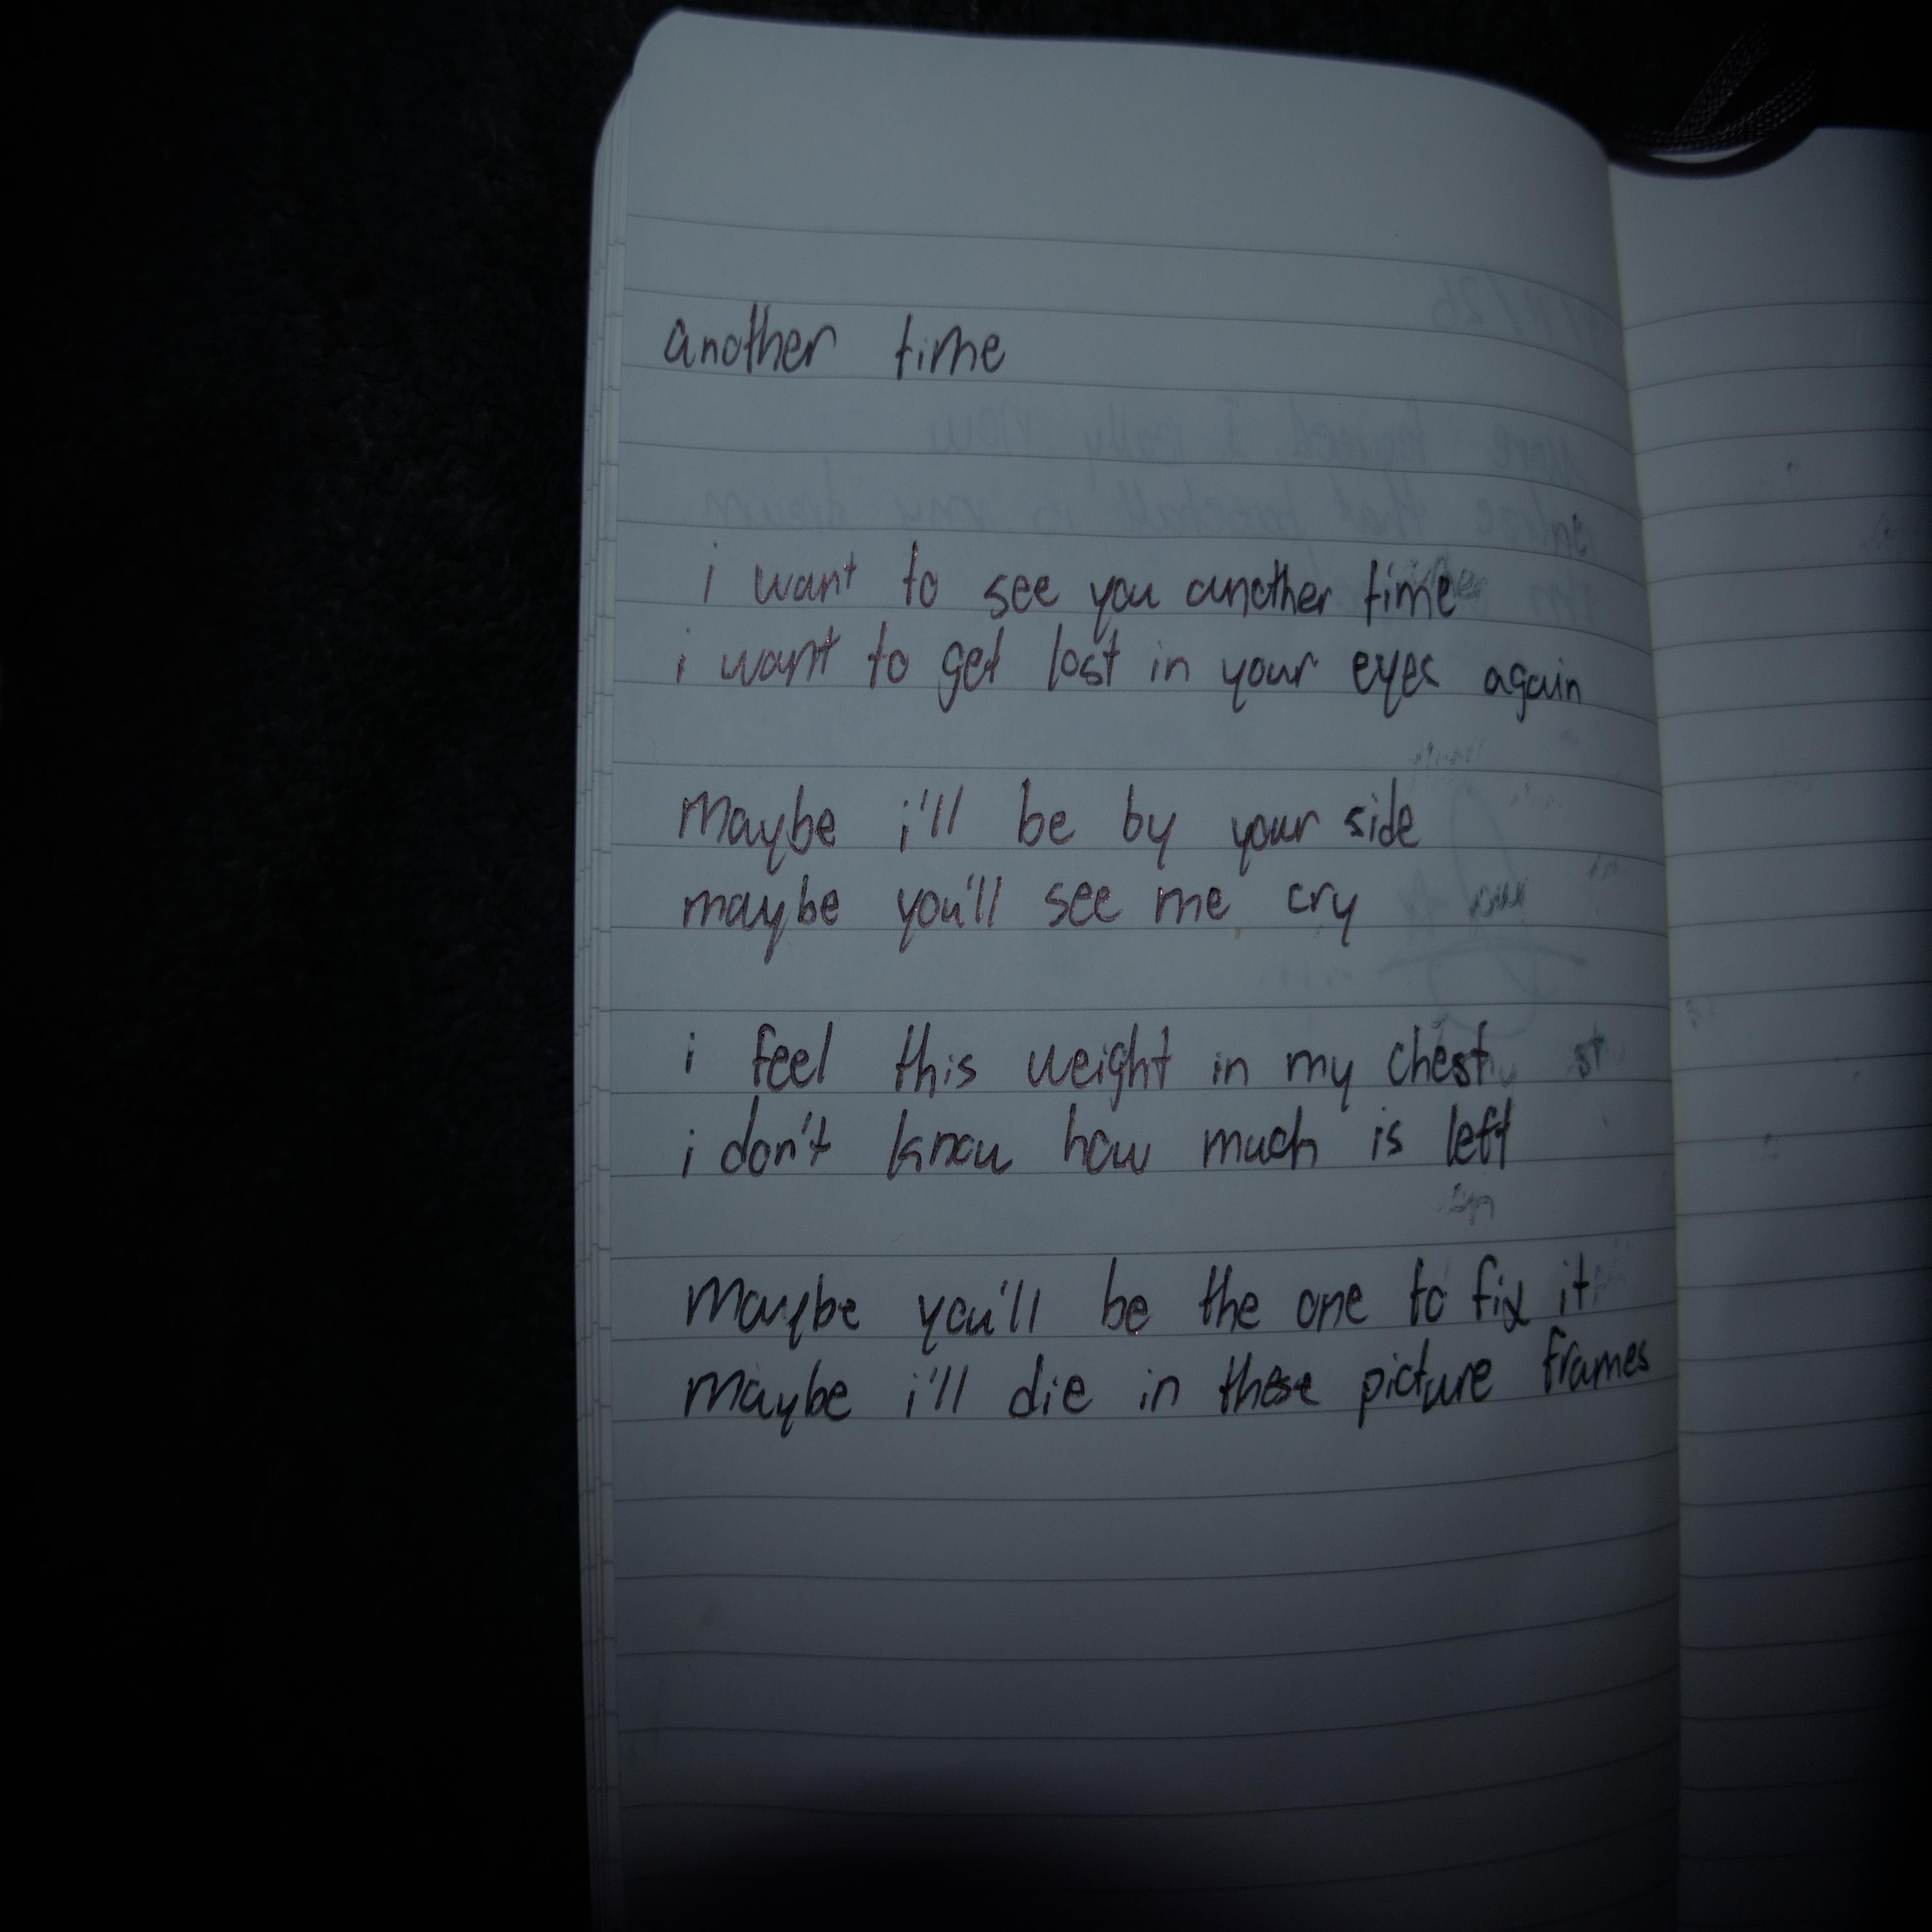 another time
i want to see you another time
i want to get lost in your eyes again
maybe i'll be by your side
maybe you'll see me cry
i feel this weight in my chest
i don't know how much is left
maybe you'll be the one to fix it
maybe i'll die in these picture frames